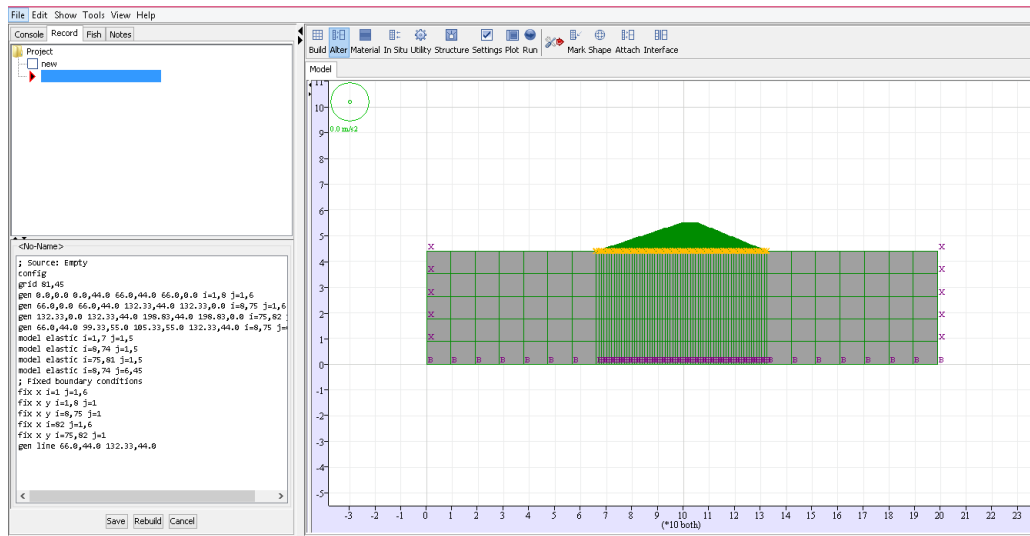 File Edit Show Tools View Help
Console Record Fish Notes
Project
new
<No-Name>
; Source: Empty
config
grid 81,45
gen 0.0,0.0 0.0,44.0 66.0,44.0 66.0,0.0 i=1,8 j=1,6
gen 66.0,0.0 66.0,44.0 132.33,44.0 132.33,0.0 i=8,75 j=1,6
gen 132.33,0.0 132.33,44.0 198.83,44.0 198.83,0.0 i=75,82
gen 66.0,44.0 99.33,55.0 105.33,55.0 132.33,44.0 i=8,75
model elastic i=1,7 j=1,5
model elastic i=8,74 j=1,5
model elastic i=75,81 j=1,5
model elastic i=8,74 j=6,45
; Fixed boundary conditions
fix x i=1 j=1,6
fix x y i=1,8 j=1
fix x y i=8,75 j=1
fix x i=82 j=1,6
fix x y i=75,82 j=1
gen line 66.0,44.0 132.33,44.0
Save Rebuild Cancel
Build Alter Material In Situ Utility Structure Settings Plot Run Mark Shape Attach Interface
Model
11
10
9
8
7
6
5
4
3
2
1
0
-1
-2
-3
-4
-5
0.0 m/s2
X X
X X
X X
X X
X X
B B B B B B B B B B B B B B
-3 -2 -1 0 1 2 3 4 5 6 7 8 9 10 11 12 13 14 15 16 17 18 19 20 21 22 23
(*10 both)